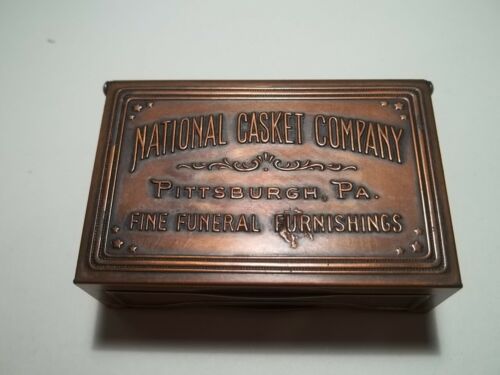 NATIONAL CASKET COMPANY
PITTSBURGH, PA.
FINE FUNERAL FURNISHINGS